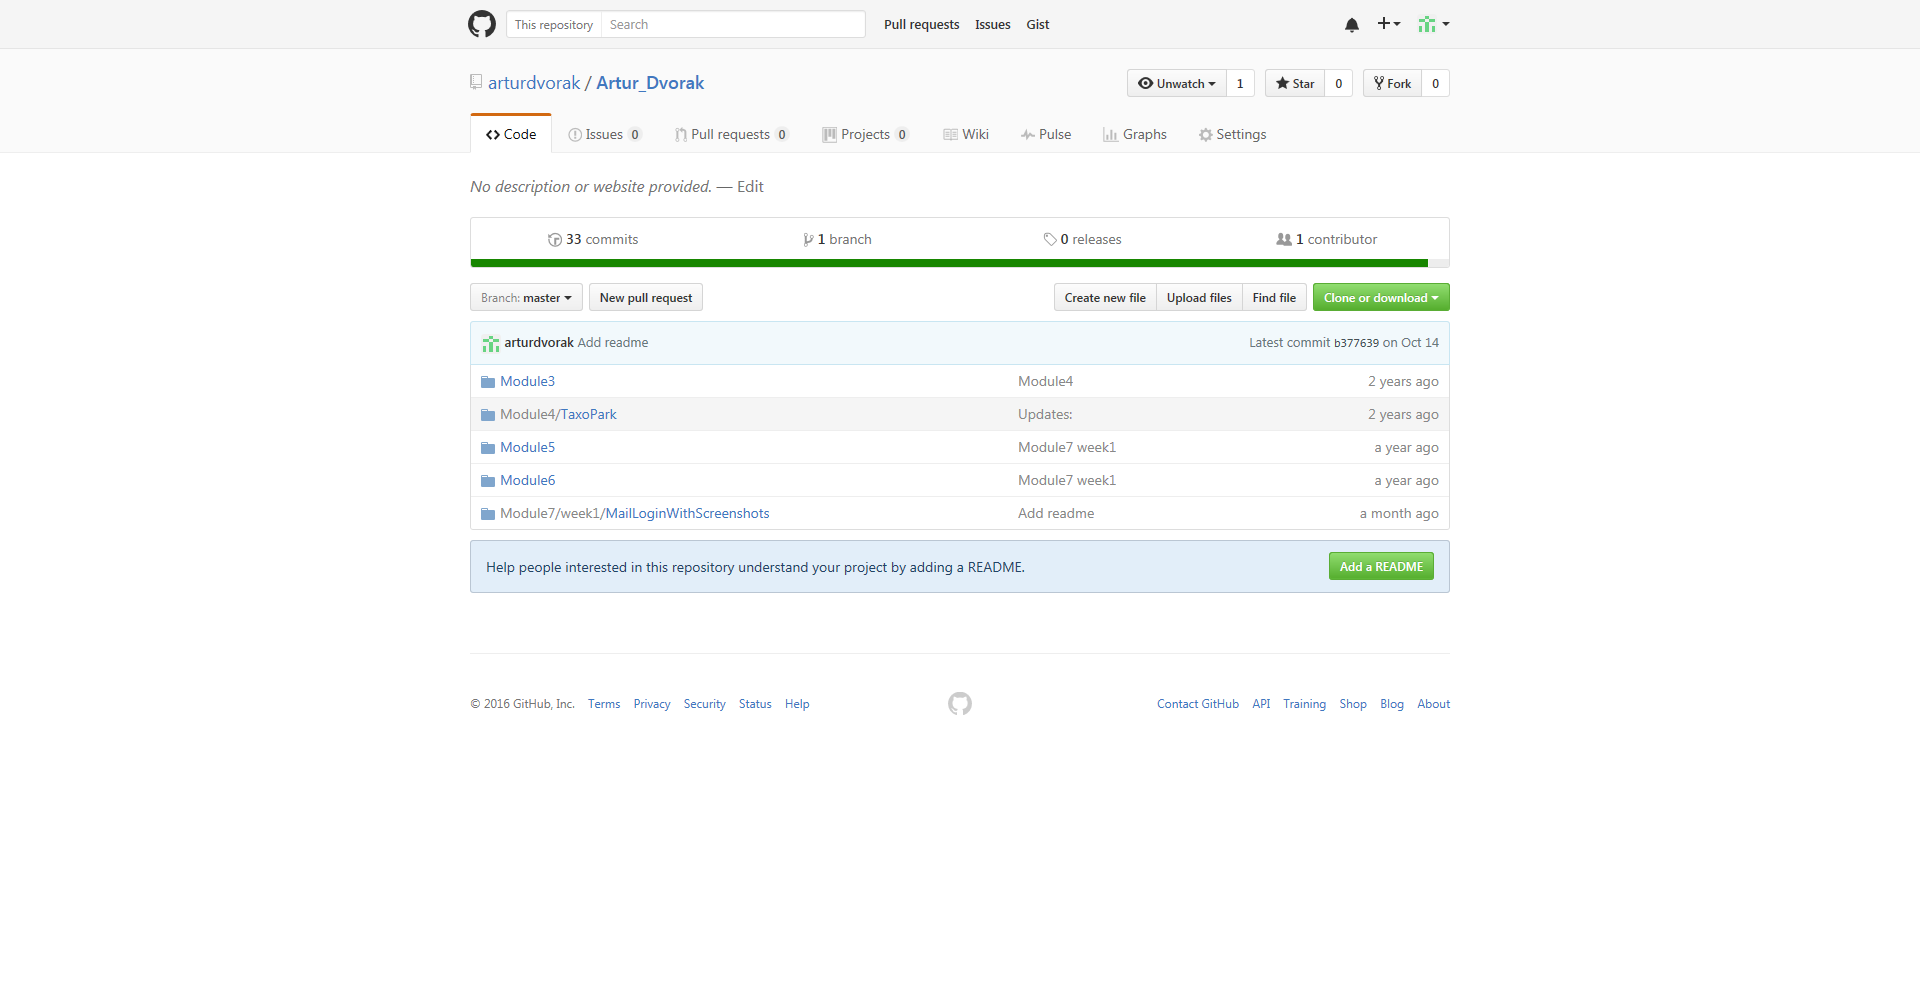 This repository Search Pull requests Issues Gist
arturdvorak / Artur_Dvorak Unwatch 1 Star 0 Fork 0
Code Issues 0 Pull requests 0 Projects 0 Wiki Pulse Graphs Settings
No description or website provided. — Edit
33 commits 1 branch 0 releases 1 contributor
Branch: master New pull request Create new file Upload files Find file Clone or download
arturdvorak Add readme Latest commit b377639 on Oct 14
Module3 Module4 2 years ago
Module4/TaxoPark Updates: 2 years ago
Module5 Module7 week1 a year ago
Module6 Module7 week1 a year ago
Module7/week1/MailLoginWithScreenshots Add readme a month ago
Help people interested in this repository understand your project by adding a README. Add a README
© 2016 GitHub, Inc. Terms Privacy Security Status Help Contact GitHub API Training Shop Blog About